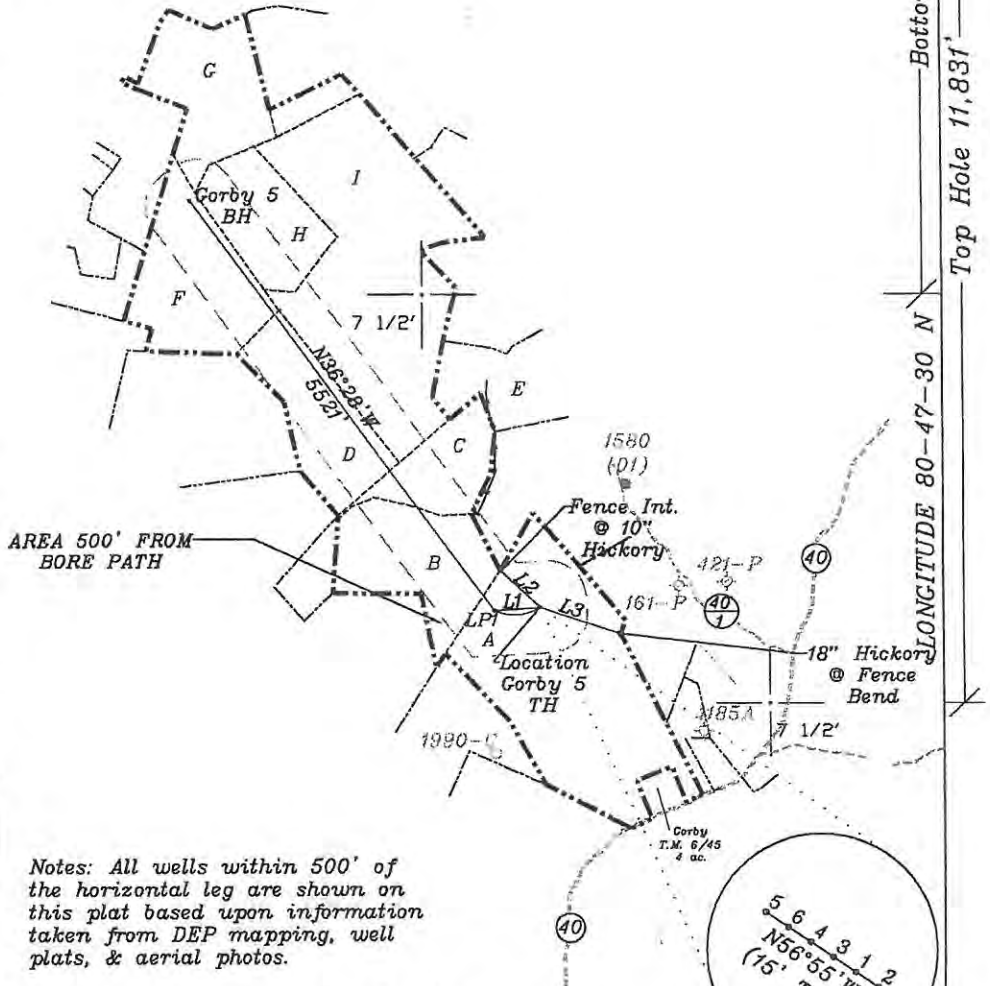 Botto
Top Hole 11,831'
G
I
Gorby 5
BH
H
F
7 1/2'
N36°28'W
5521'
E
C
D
1580
(01)
Fence Int.
@ 10"
Hickory
AREA 500' FROM
BORE PATH
B
L2
L1
L3
LP1
A
421-P
161-P
40
1
40
LONGITUDE 80-47-30 N
18" Hickory
@ Fence
Bend
Location
Gorby 5
TH
1185A
7 1/2'
1990-C
Gorby
T.M. 6/45
4 ac.
Notes: All wells within 500' of
the horizontal leg are shown on
this plat based upon information
taken from DEP mapping, well
plats, & aerial photos.
40
5 6 4 3 1 2
N56°55'W
(15'